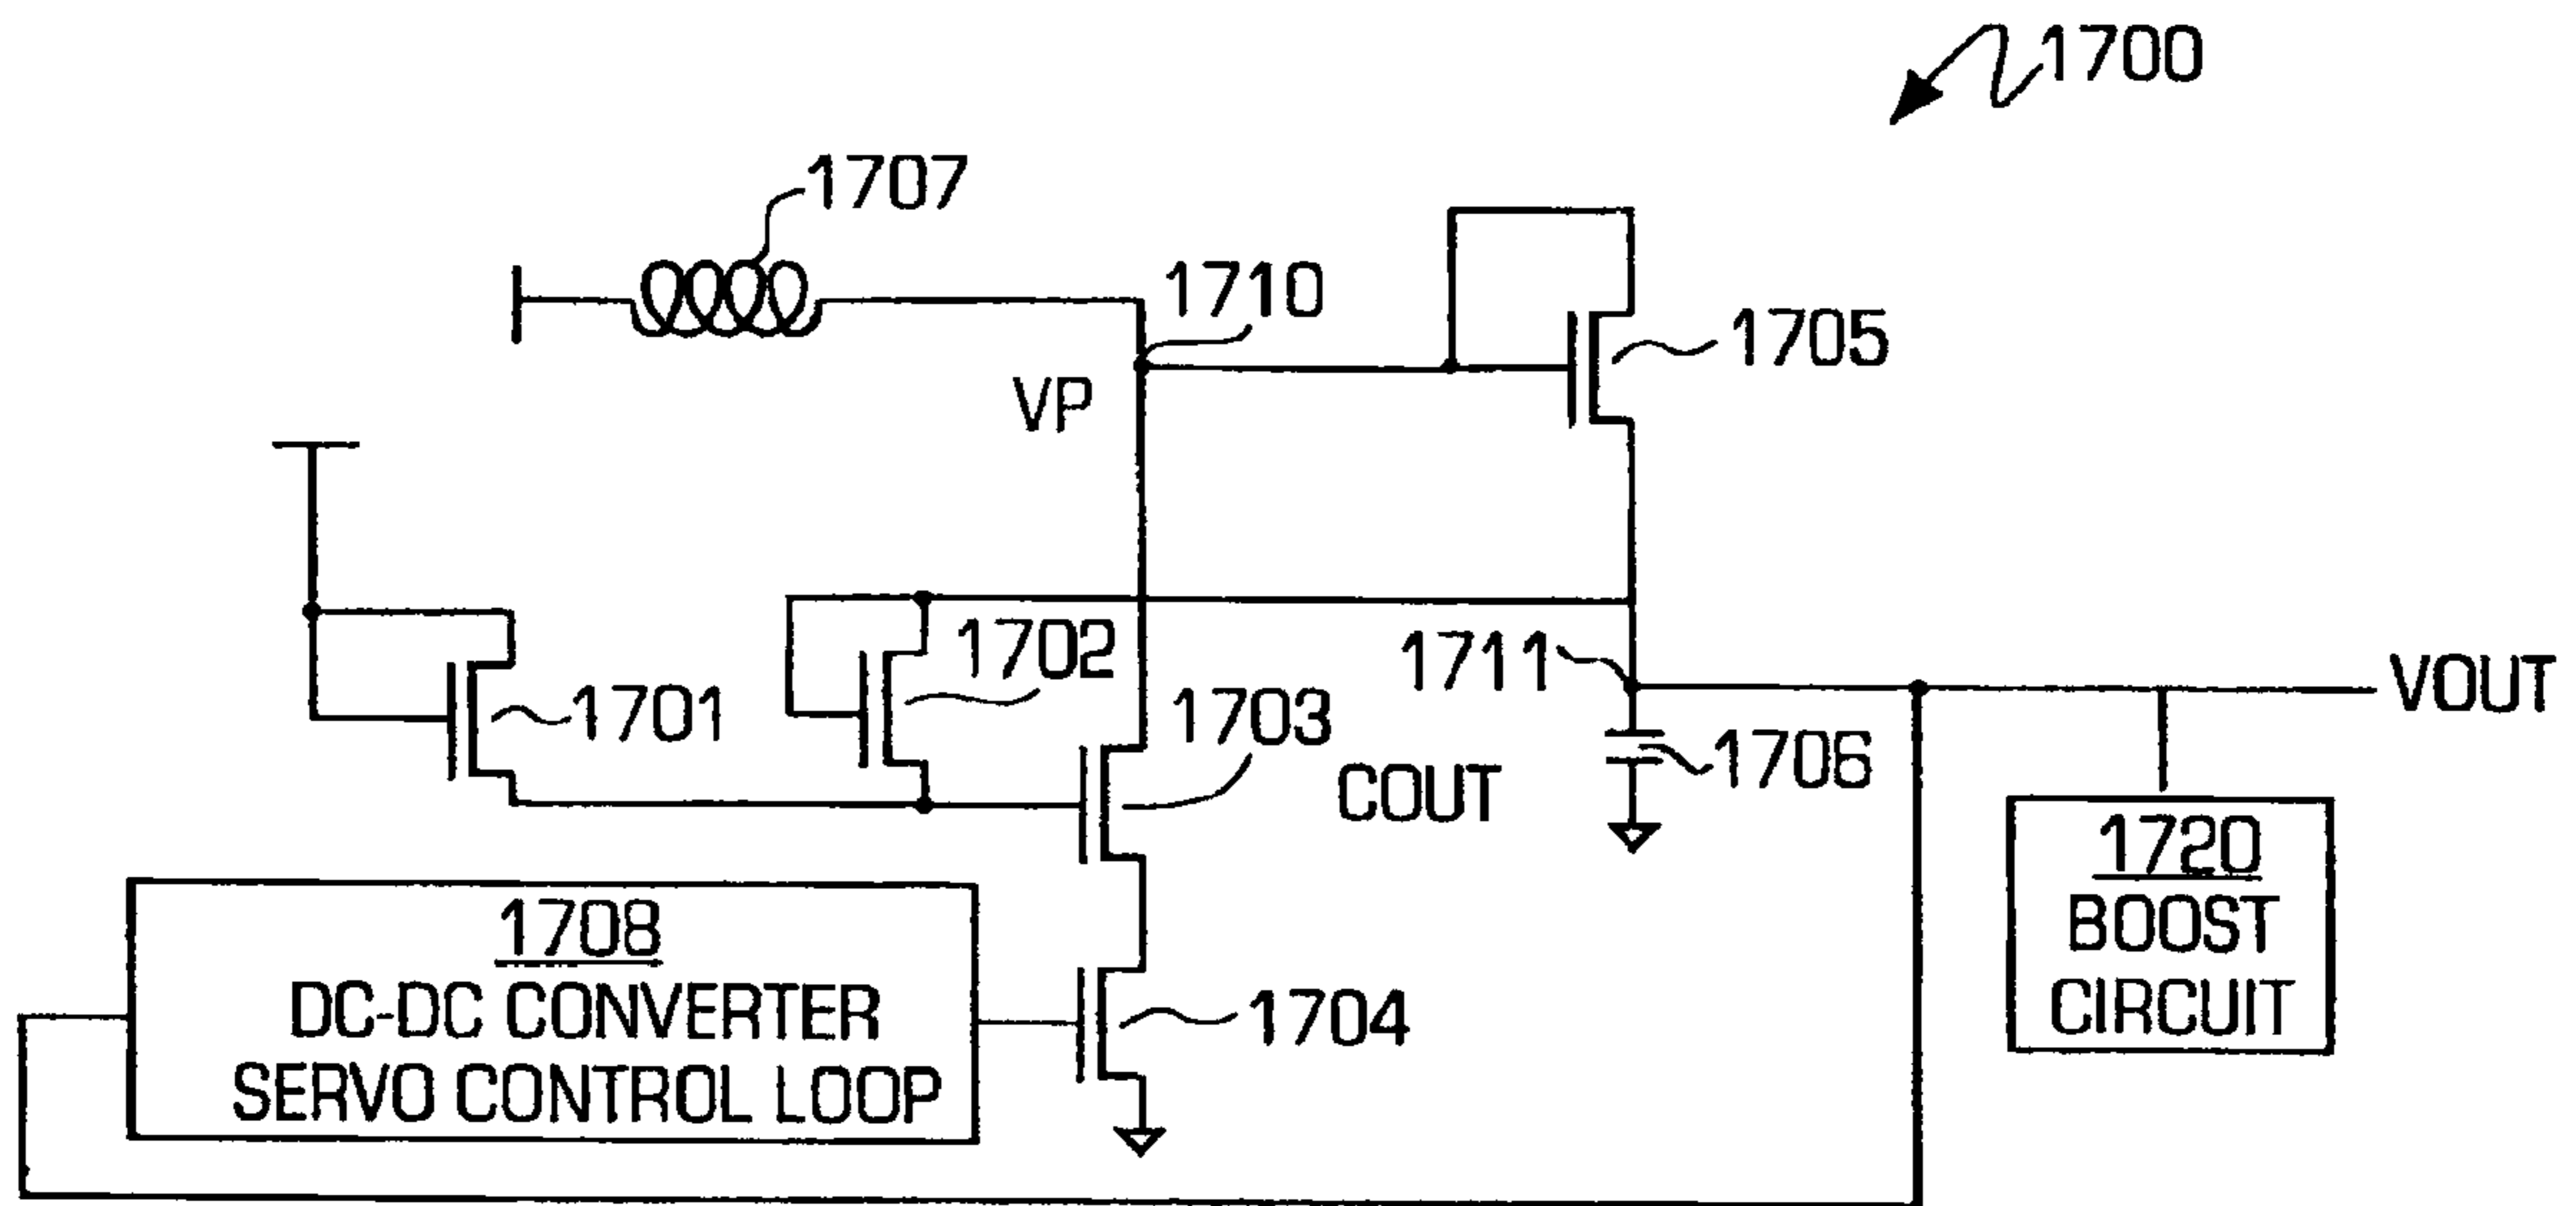 1700
1707
1710
1705
VP
1702
1711
VOUT
1701
1703
1706
COUT
1720
BOOST
CIRCUIT
1708
DC-DC CONVERTER
SERVO CONTROL LOOP
1704